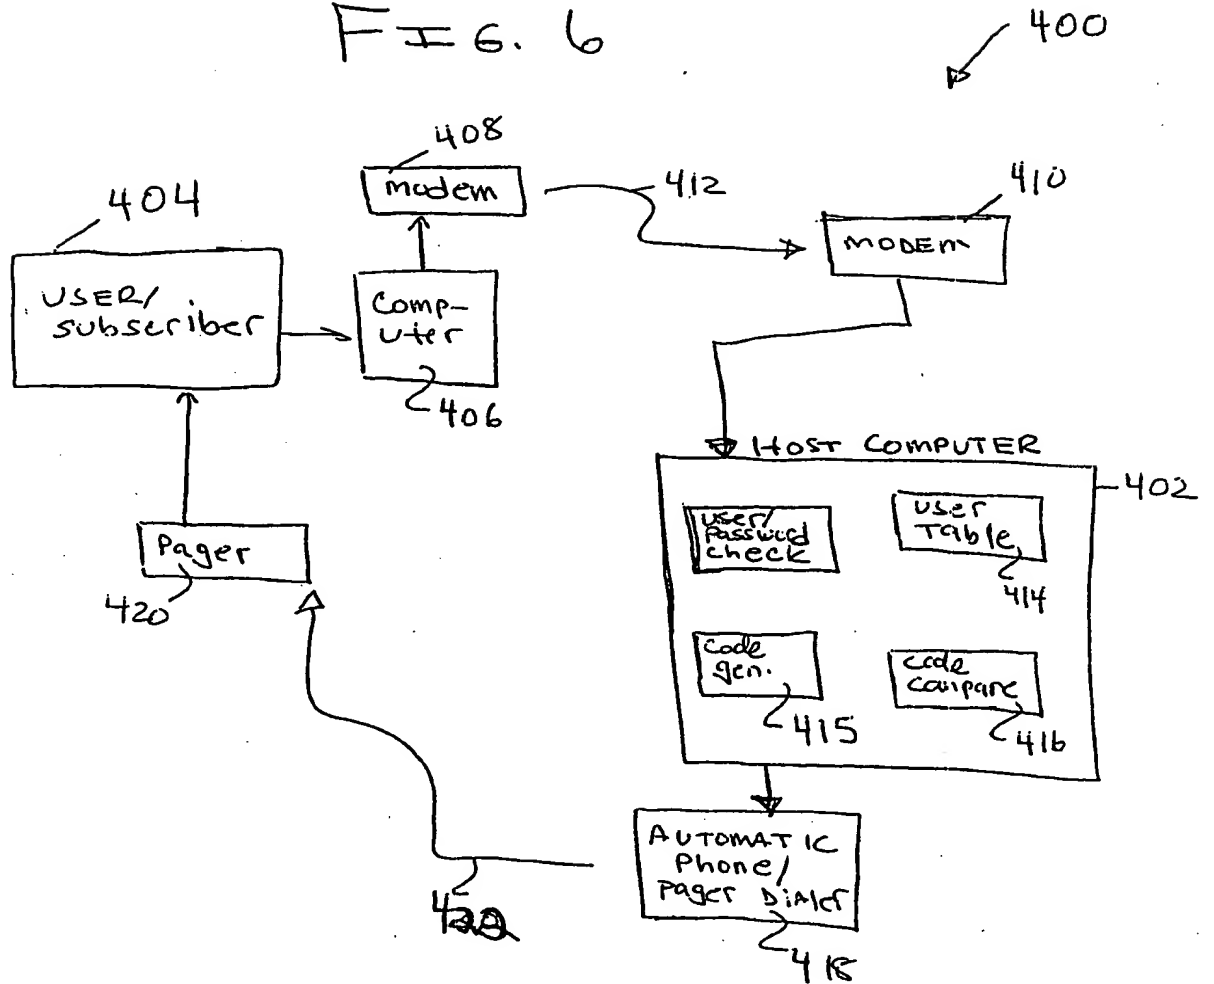 FIG. 6
400
408
modem
412
410
MODEM
404
USER/
subscriber
Comp-
uter
406
HOST COMPUTER
402
User/
Password
check
User
Table
414
Pager
420
Code
gen.
415
code
compare
416
AUTOMATIC
Phone/
Pager Dialer
418